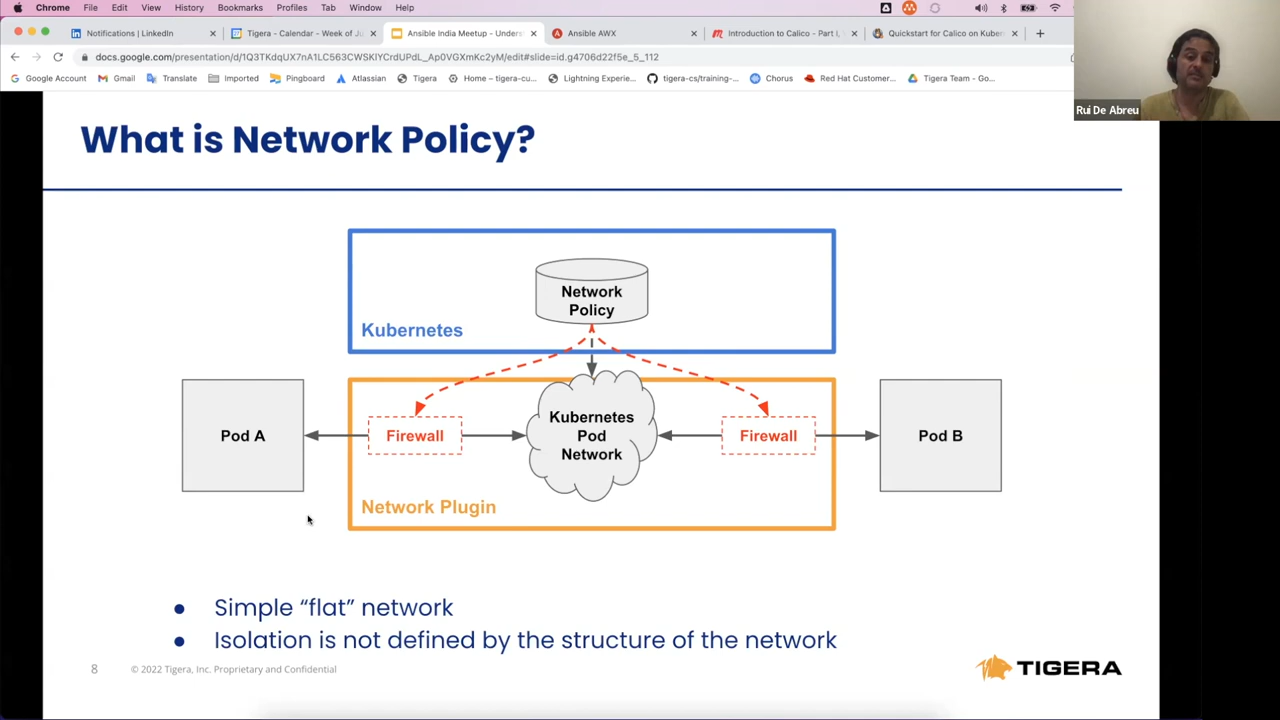 Chrome File Edit View History Bookmarks Profiles Tab Window Help
Notifications | LinkedIn
Tigera - Calendar - Week of Ju
Ansible India Meetup - Unders
Ansible AWX
Introduction to Calico - Part I,
Quickstart for Calico on Kuber
docs.google.com/presentation/d/1Q3TKdqUX7nA1LC563CWSKIYCrdUPdL_Ap0VGXmKc2yM/edit#slide=id.g4706d22f5e_5_112
Google Account Gmail Translate Imported Pingboard Atlassian Tigera Home – tigera-cu... Lightning Experie... tigera-cs/training-... Chorus Red Hat Customer... Tigera Team - Go...
Rui De Abreu
What is Network Policy?
Network
Policy
Kubernetes
Pod A
Firewall
Kubernetes
Pod
Network
Firewall
Pod B
Network Plugin
● Simple “flat” network
● Isolation is not defined by the structure of the network
8 © 2022 Tigera, Inc. Proprietary and Confidential
TIGERA